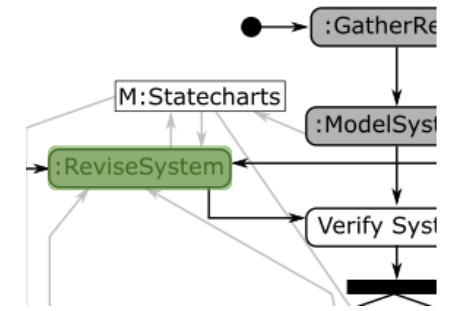 :GatherRe
M:Statecharts
:ModelSyst
:ReviseSystem
Verify Syst